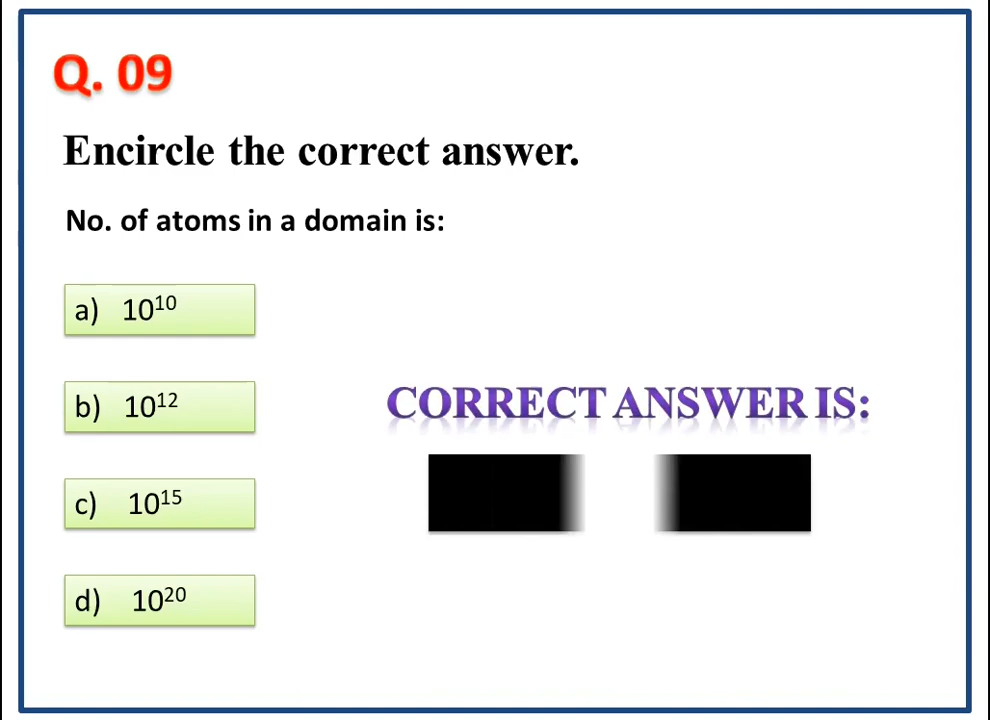 Q. 09
Encircle the correct answer.
No. of atoms in a domain is:
a) 10¹⁰
b) 10¹²
CORRECT ANSWER IS:
c) 10¹⁵
d) 10²⁰